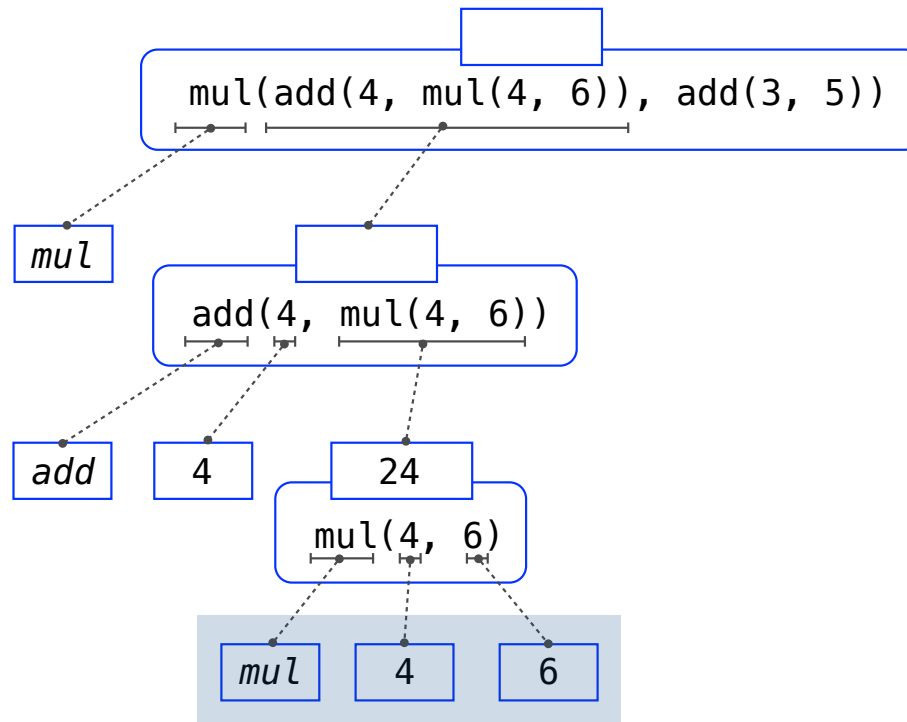 mul(add(4, mul(4, 6)), add(3, 5))
mul
add(4, mul(4, 6))
add 4 24
mul(4, 6)
mul 4 6